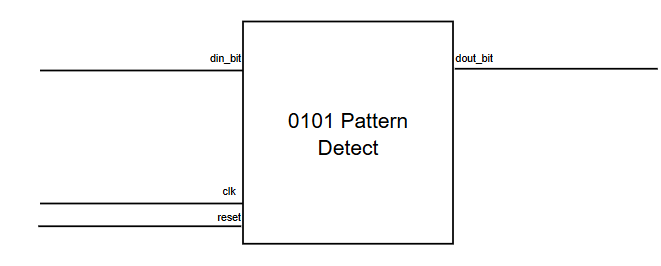 din_bit
dout_bit
0101 Pattern
Detect
clk
reset